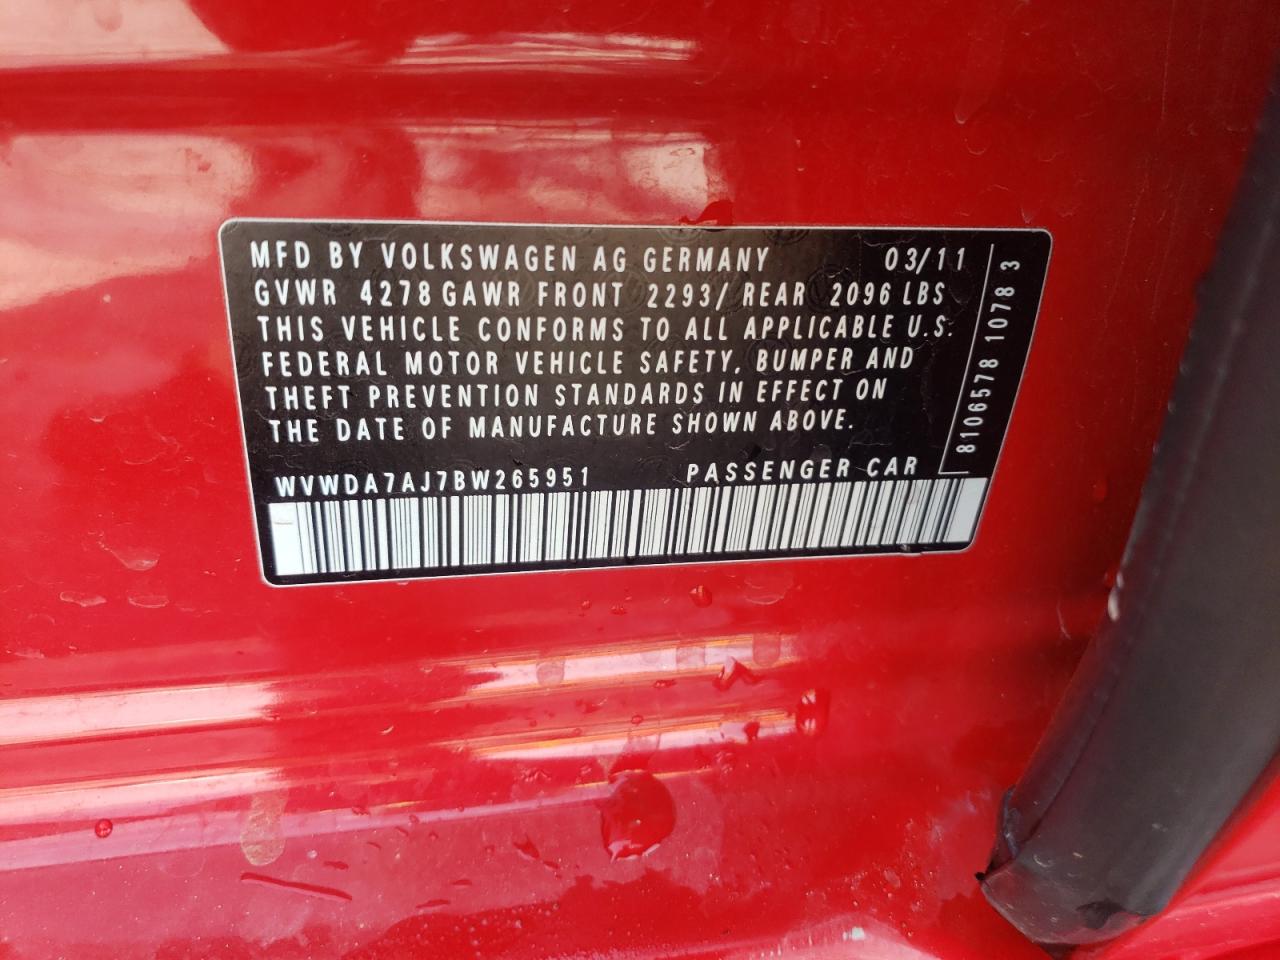 MFD BY VOLKSWAGEN AG GERMANY 03/11
GVWR 4278 GAWR FRONT 2293/ REAR 2096 LBS
THIS VEHICLE CONFORMS TO ALL APPLICABLE U.S.
FEDERAL MOTOR VEHICLE SAFETY, BUMPER AND
THEFT PREVENTION STANDARDS IN EFFECT ON
THE DATE OF MANUFACTURE SHOWN ABOVE.
WVWDA7AJ7BW265951 PASSENGER CAR
8106578 1078 3